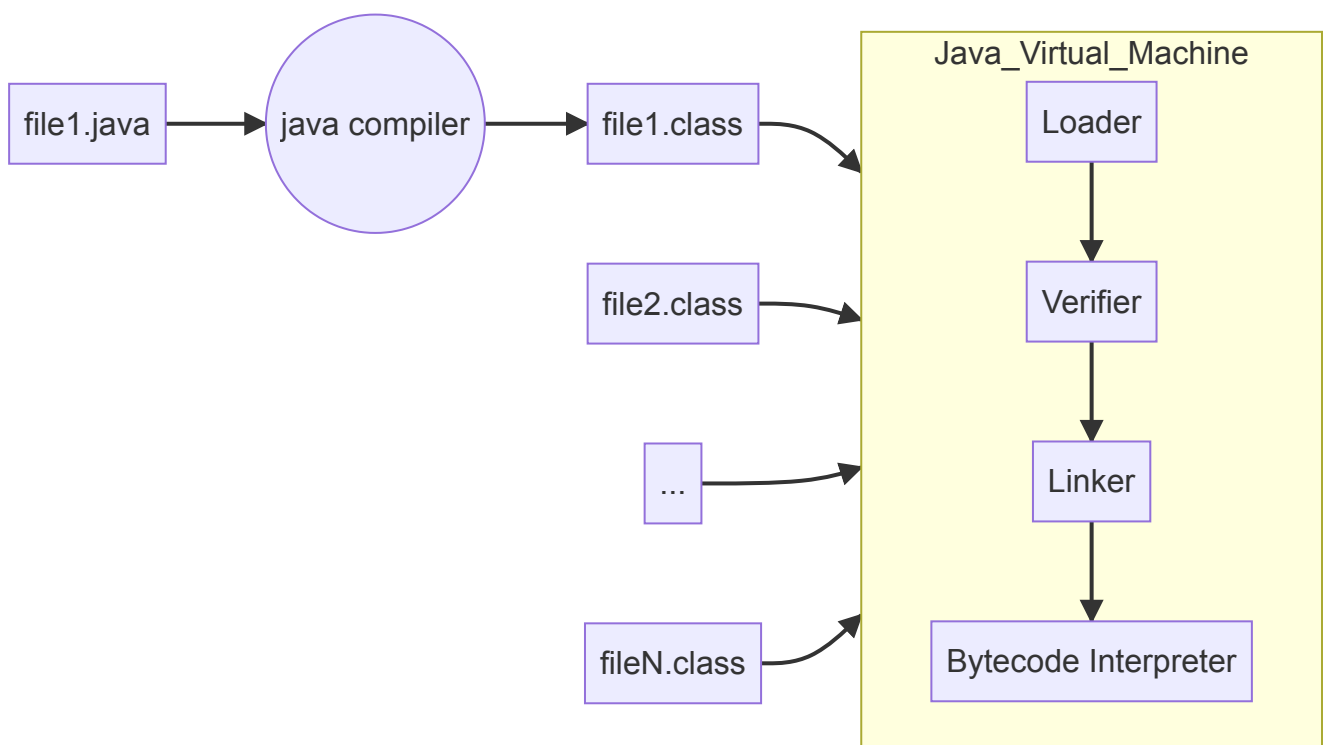 Java_Virtual_Machine
file1.java
java compiler
file1.class
Loader
file2.class
Verifier
...
Linker
fileN.class
Bytecode Interpreter